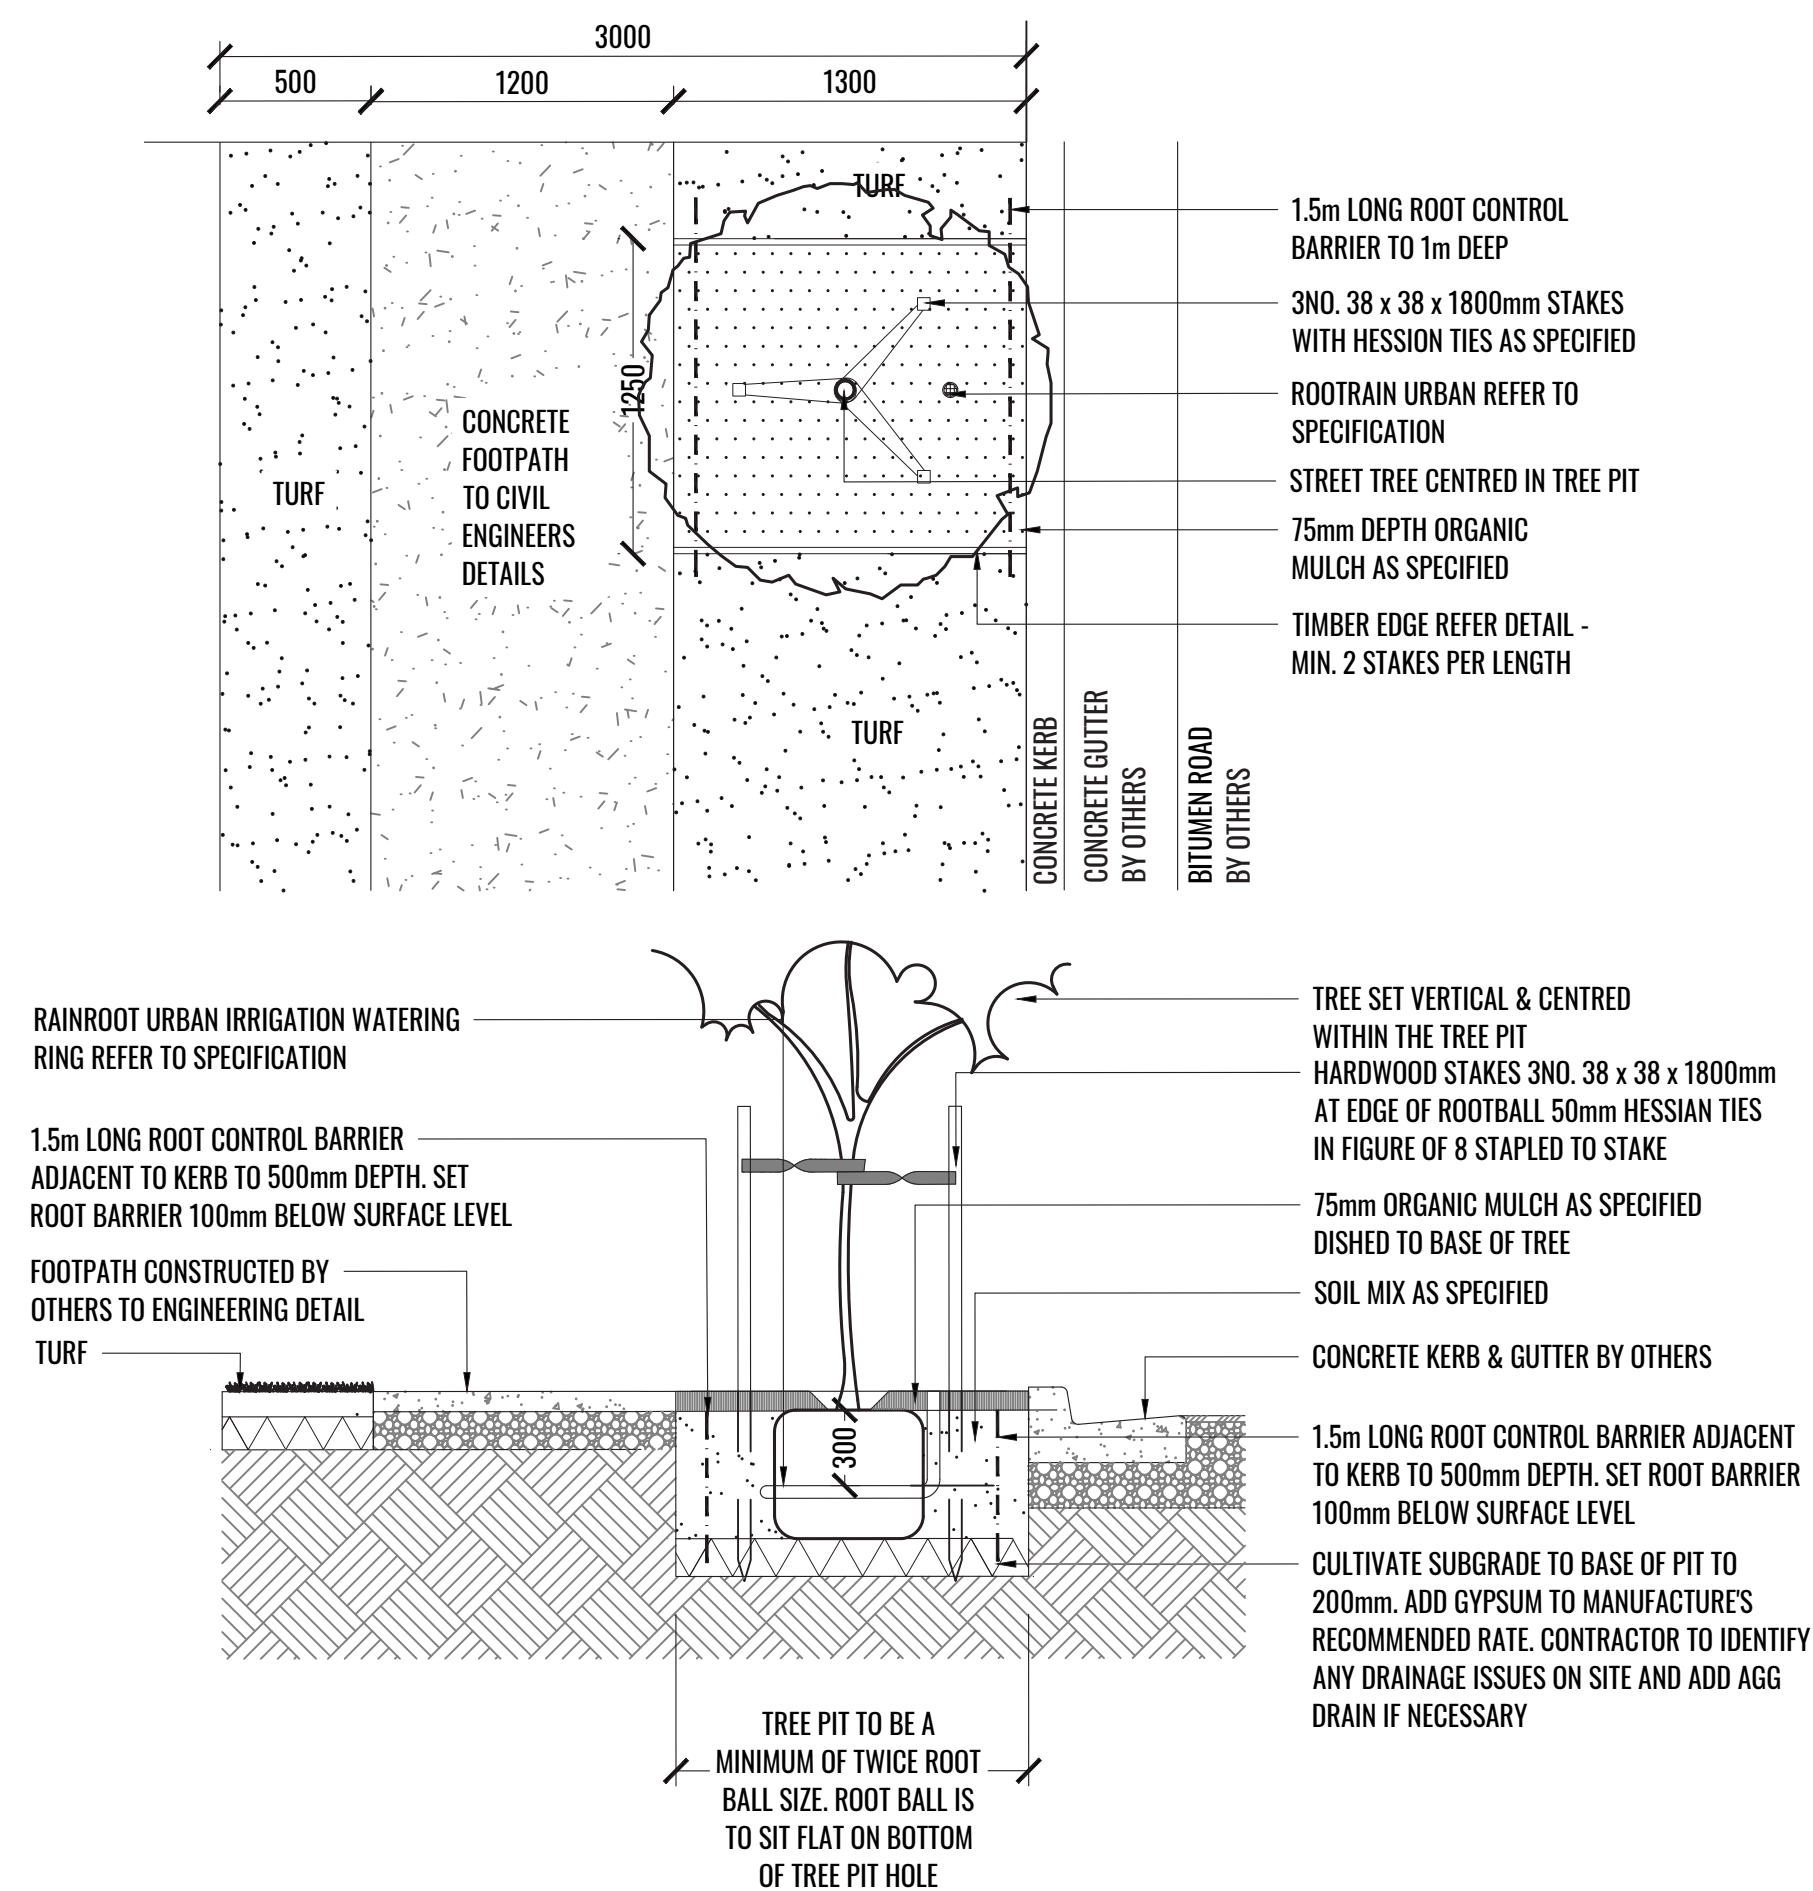 3000
500
1200
1300
TURF
1250
CONCRETE
FOOTPATH
TO CIVIL
ENGINEERS
DETAILS
TURF
TURF
1.5m LONG ROOT CONTROL
BARRIER TO 1m DEEP
3NO. 38 x 38 x 1800mm STAKES
WITH HESSION TIES AS SPECIFIED
ROOTRAIN URBAN REFER TO
SPECIFICATION
STREET TREE CENTRED IN TREE PIT
75mm DEPTH ORGANIC
MULCH AS SPECIFIED
TIMBER EDGE REFER DETAIL -
MIN. 2 STAKES PER LENGTH
CONCRETE KERB
CONCRETE GUTTER
BY OTHERS
BITUMEN ROAD
BY OTHERS
RAINROOT URBAN IRRIGATION WATERING
RING REFER TO SPECIFICATION
1.5m LONG ROOT CONTROL BARRIER
ADJACENT TO KERB TO 500mm DEPTH. SET
ROOT BARRIER 100mm BELOW SURFACE LEVEL
FOOTPATH CONSTRUCTED BY
OTHERS TO ENGINEERING DETAIL
TURF
300
TREE SET VERTICAL & CENTRED
WITHIN THE TREE PIT
HARDWOOD STAKES 3NO. 38 x 38 x 1800mm
AT EDGE OF ROOTBALL 50mm HESSIAN TIES
IN FIGURE OF 8 STAPLED TO STAKE
75mm ORGANIC MULCH AS SPECIFIED
DISHED TO BASE OF TREE
SOIL MIX AS SPECIFIED
CONCRETE KERB & GUTTER BY OTHERS
1.5m LONG ROOT CONTROL BARRIER ADJACENT
TO KERB TO 500mm DEPTH. SET ROOT BARRIER
100mm BELOW SURFACE LEVEL
CULTIVATE SUBGRADE TO BASE OF PIT TO
200mm. ADD GYPSUM TO MANUFACTURE'S
RECOMMENDED RATE. CONTRACTOR TO IDENTIFY
ANY DRAINAGE ISSUES ON SITE AND ADD AGG
DRAIN IF NECESSARY
TREE PIT TO BE A
MINIMUM OF TWICE ROOT
BALL SIZE. ROOT BALL IS
TO SIT FLAT ON BOTTOM
OF TREE PIT HOLE